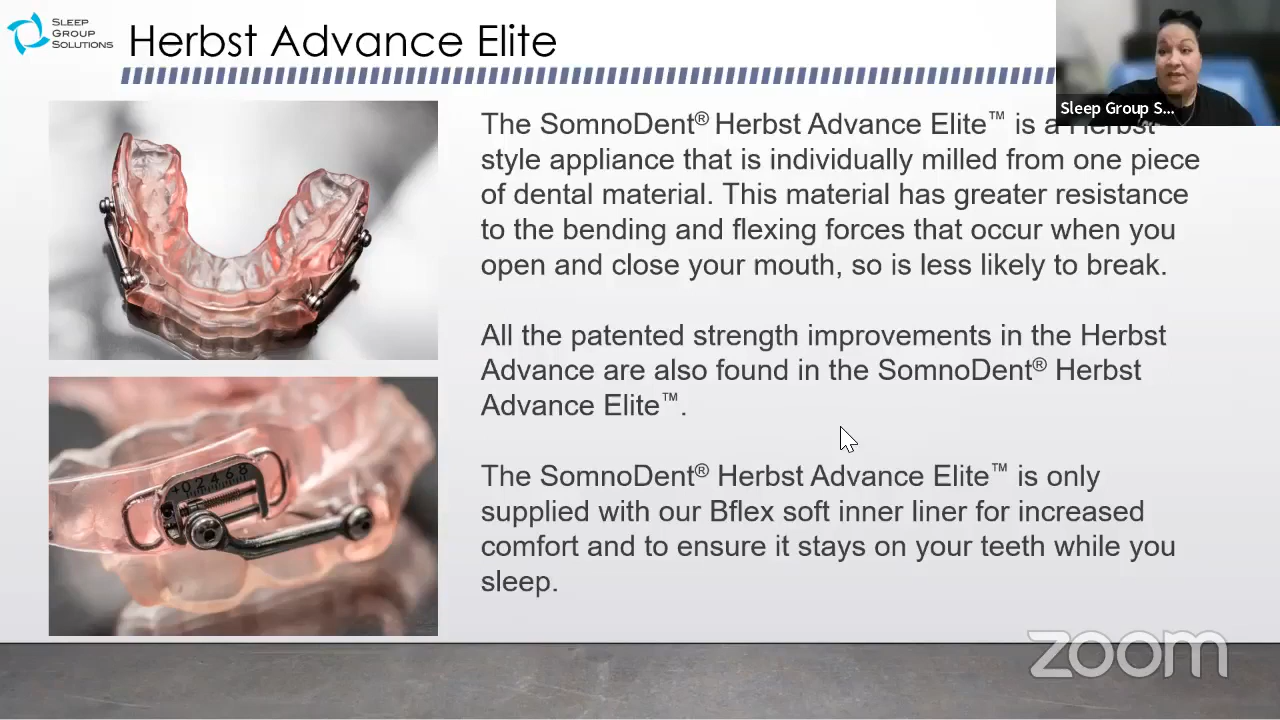 SLEEP
GROUP
SOLUTIONS
Herbst Advance Elite
Sleep Group S...
The SomnoDent® Herbst Advance Elite™ is a Herbst
style appliance that is individually milled from one piece
of dental material. This material has greater resistance
to the bending and flexing forces that occur when you
open and close your mouth, so is less likely to break.
All the patented strength improvements in the Herbst
Advance are also found in the SomnoDent® Herbst
Advance Elite™.
+02468
The SomnoDent® Herbst Advance Elite™ is only
supplied with our Bflex soft inner liner for increased
comfort and to ensure it stays on your teeth while you
sleep.
zoom